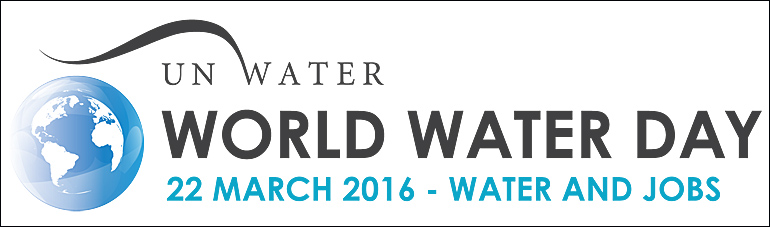 UN WATER
WORLD WATER DAY
22 MARCH 2016 - WATER AND JOBS